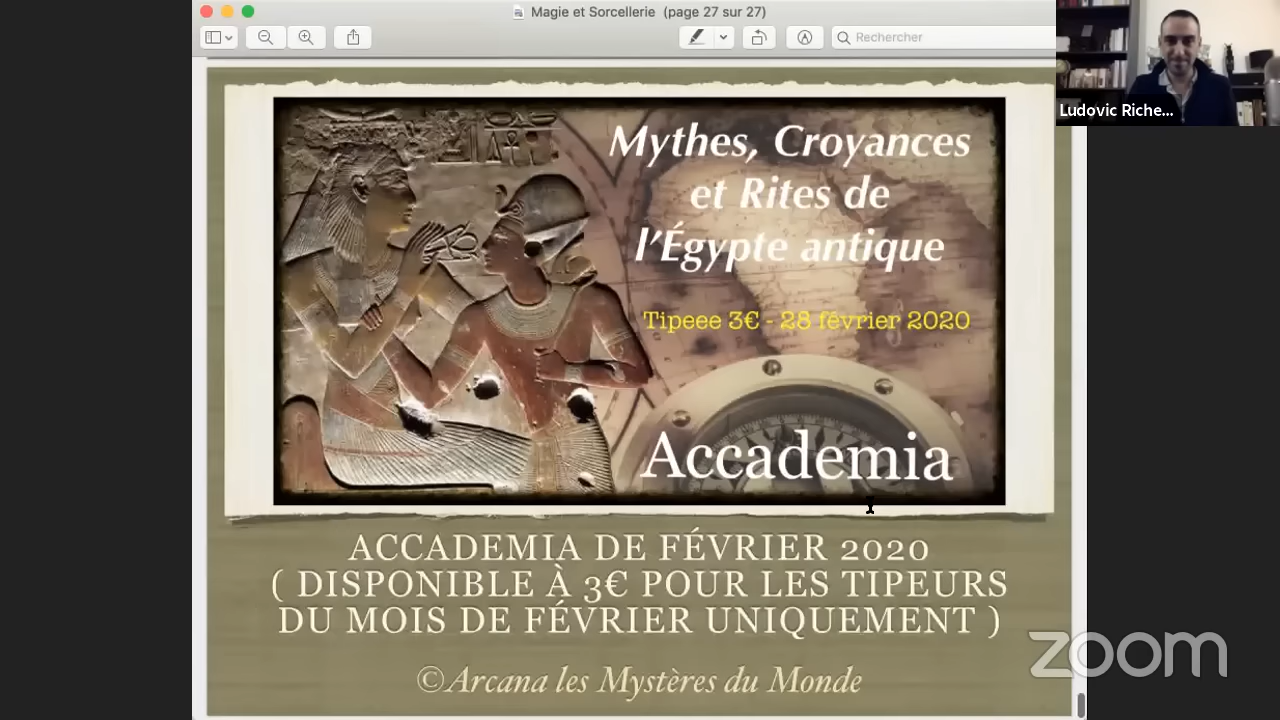 Magie et Sorcellerie (page 27 sur 27)
Rechercher
Ludovic Riche...
Mythes, Croyances
et Rites de
l'Égypte antique
Tipeee 3€ - 28 février 2020
Accademia
ACCADEMIA DE FÉVRIER 2020
( DISPONIBLE À 3€ POUR LES TIPEURS
DU MOIS DE FÉVRIER UNIQUEMENT )
©Arcana les Mystères du Monde
zoom